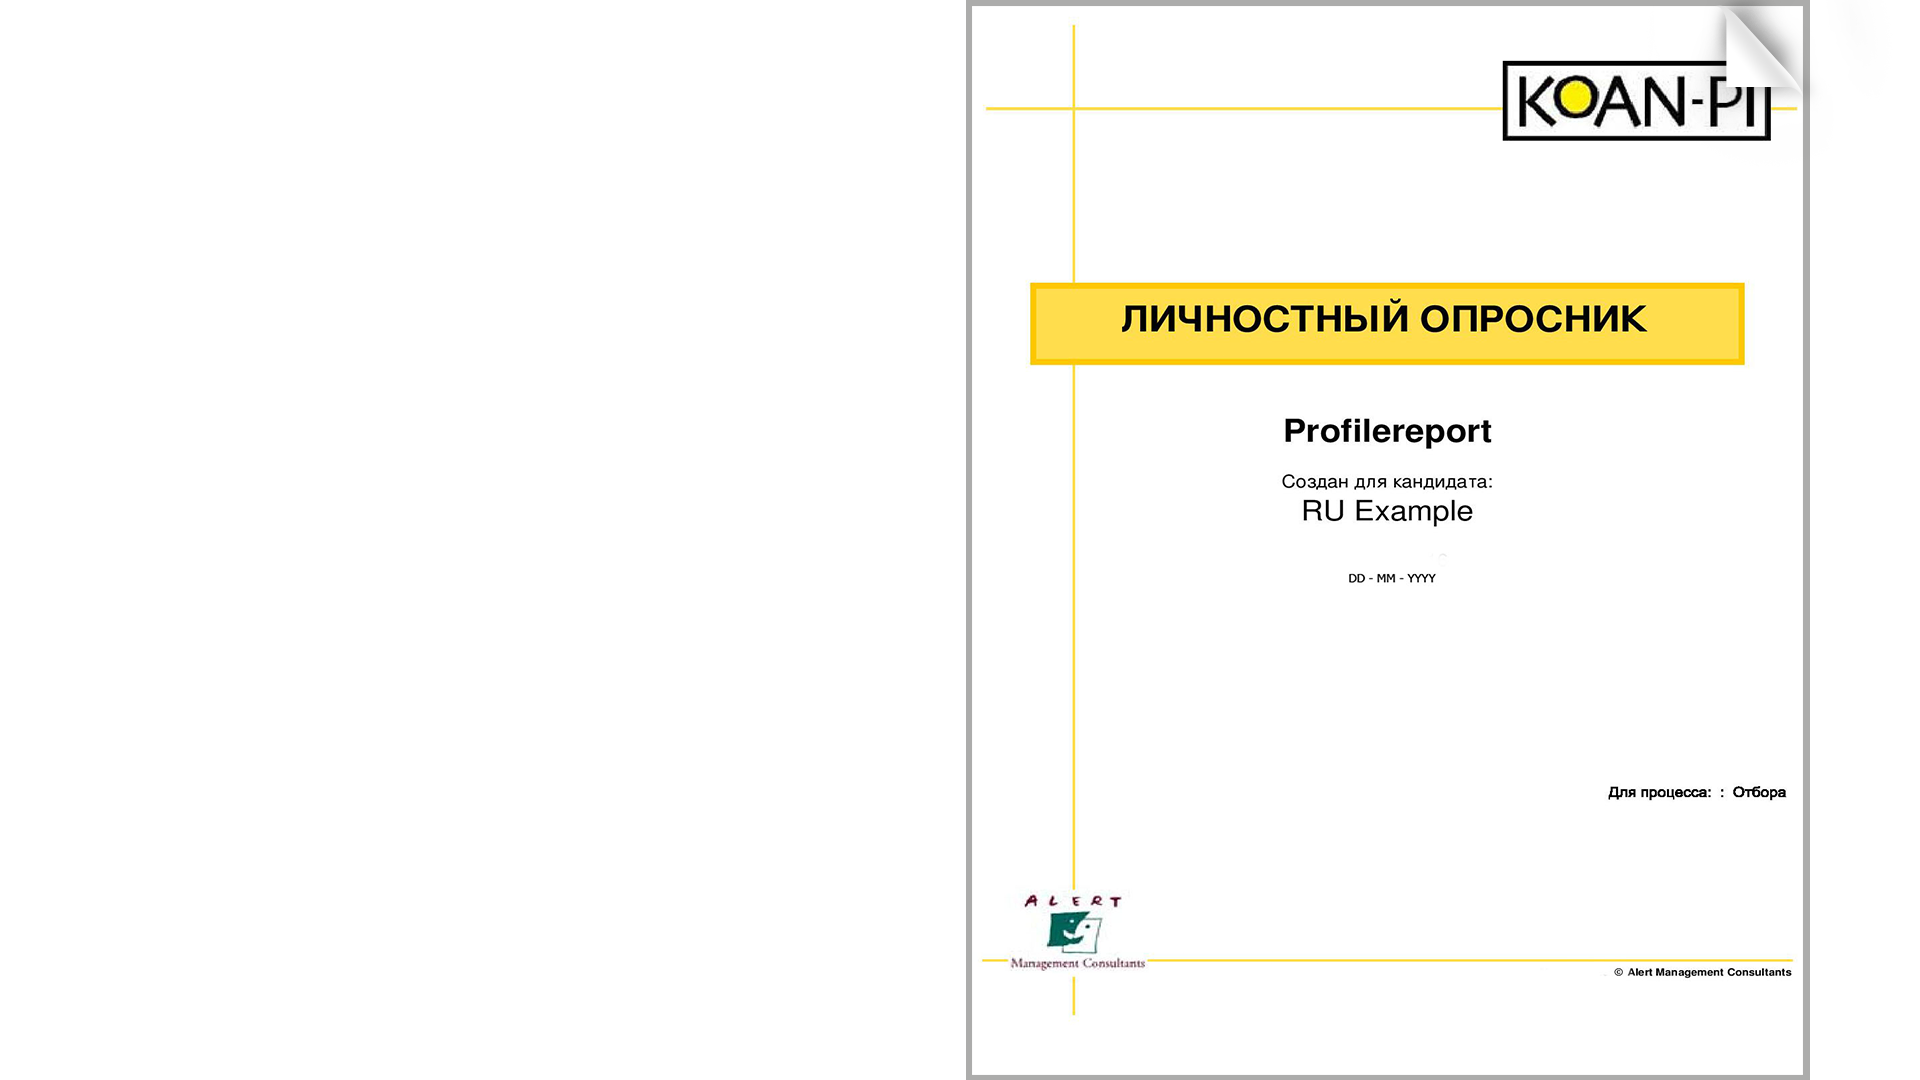 KOAN-PI
ЛИЧНОСТНЫЙ ОПРОСНИК
Profilereport
Создан для кандидата:
RU Example
DD - MM - YYYY
Для процесса: : Отбора
ALERT
Management Consultants
© Alert Management Consultants